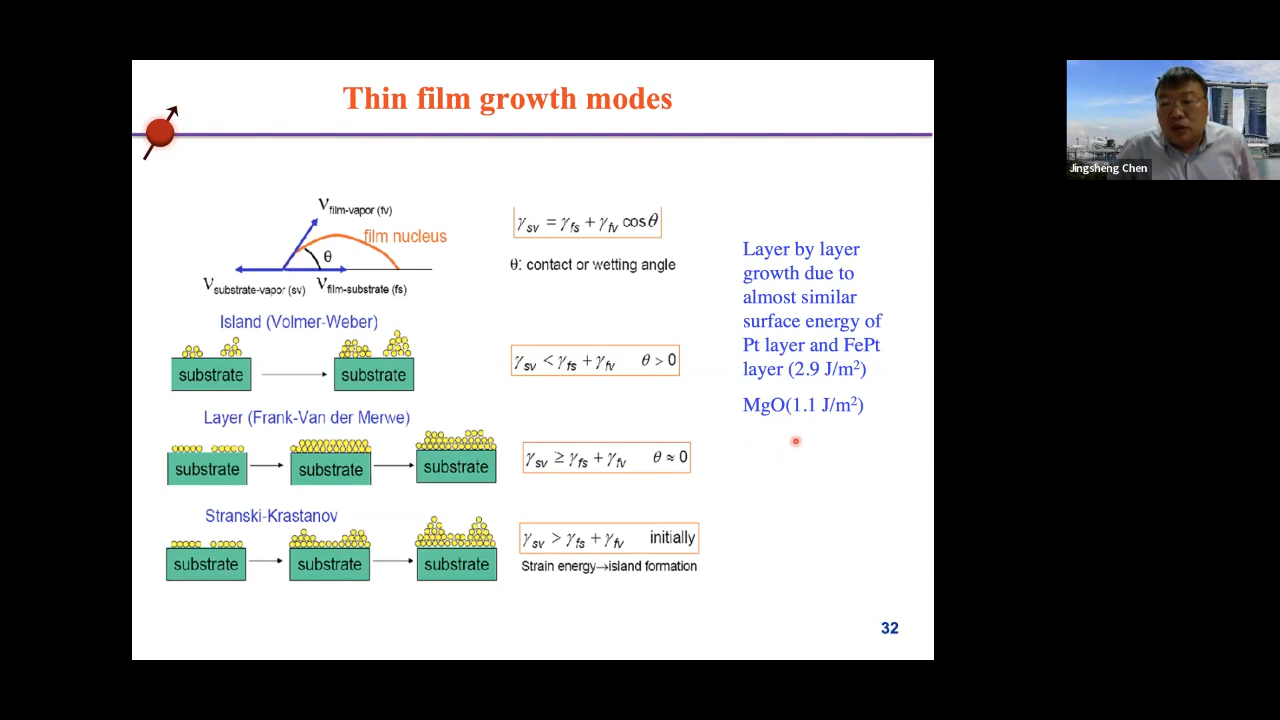 Thin film growth modes
Jingsheng Chen
γfilm-vapor (fv)
film nucleus
θ
γsubstrate-vapor (sv)
γfilm-substrate (fs)
γsv = γfs + γfv cosθ
θ: contact or wetting angle
Island (Volmer-Weber)
substrate
substrate
γsv < γfs + γfv θ > 0
Layer (Frank-Van der Merwe)
substrate
substrate
substrate
γsv ≥ γfs + γfv θ ≈ 0
Stranski-Krastanov
substrate
substrate
substrate
γsv > γfs + γfv initially
Strain energy→island formation
Layer by layer
growth due to
almost similar
surface energy of
Pt layer and FePt
layer (2.9 J/m²)
MgO(1.1 J/m²)
32